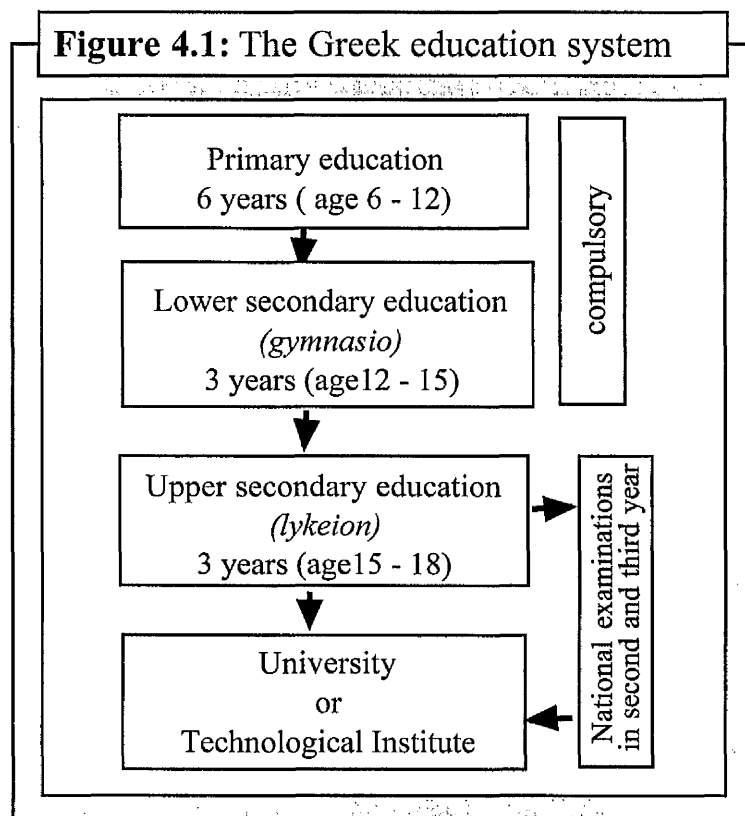 Figure 4.1: The Greek education system
Primary education
6 years ( age 6 - 12)
compulsory
Lower secondary education
(gymnasio)
3 years (age12 - 15)
Upper secondary education
(lykeion)
3 years (age15 - 18)
National examinations
in second and third year
University
or
Technological Institute